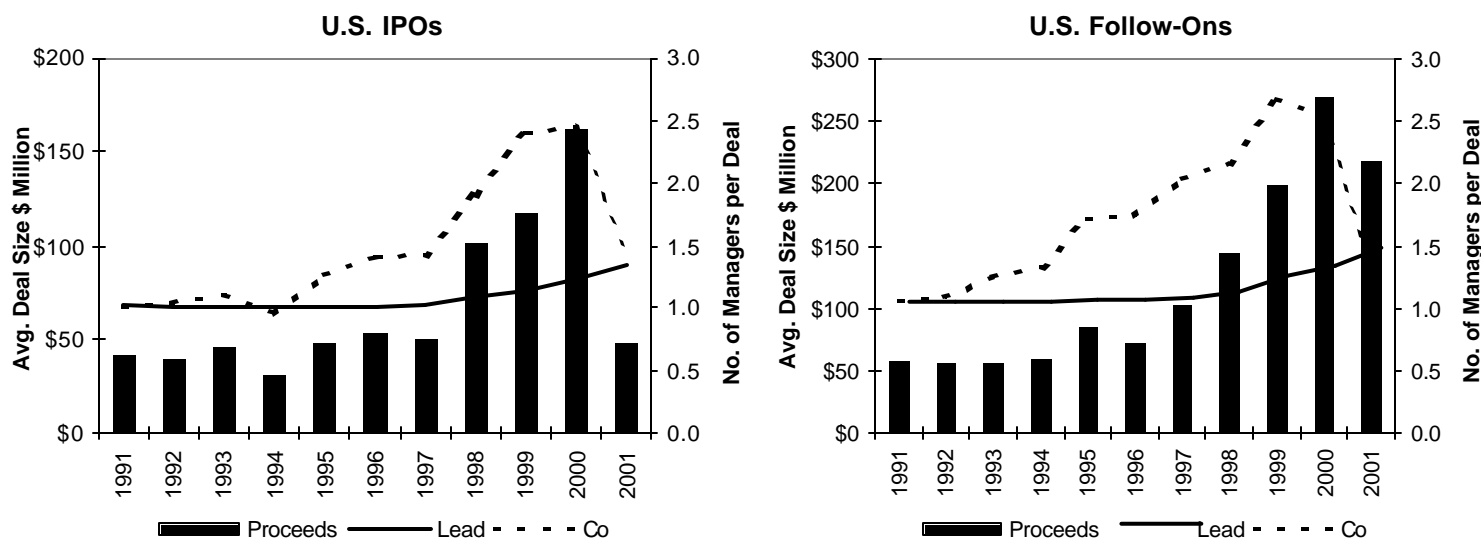 U.S. IPOs
Avg. Deal Size $ Million
$200
$150
$100
$50
$0
3.0
2.5
2.0
1.5
1.0
0.5
0.0
No. of Managers per Deal
1991 1992 1993 1994 1995 1996 1997 1998 1999 2000 2001
Proceeds Lead Co
U.S. Follow-Ons
Avg. Deal Size $ Million
$300
$250
$200
$150
$100
$50
$0
3.0
2.5
2.0
1.5
1.0
0.5
0.0
No. of Managers per Deal
1991 1992 1993 1994 1995 1996 1997 1998 1999 2000 2001
Proceeds Lead Co